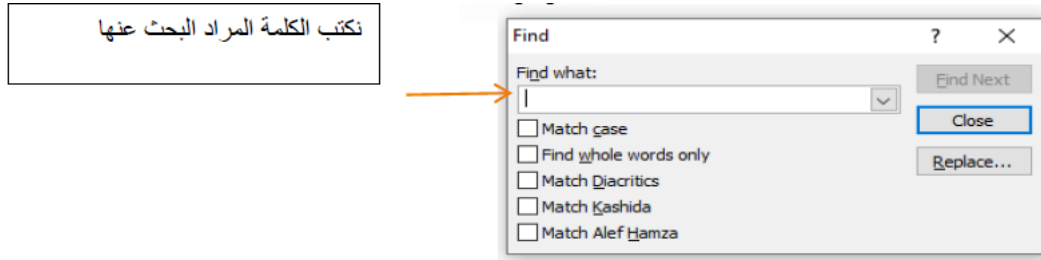 نكتب الكلمة المراد البحث عنها
Find ? ×
Find what:
Find Next
Close
Replace...
Match case
Find whole words only
Match Diacritics
Match Kashida
Match Alef Hamza